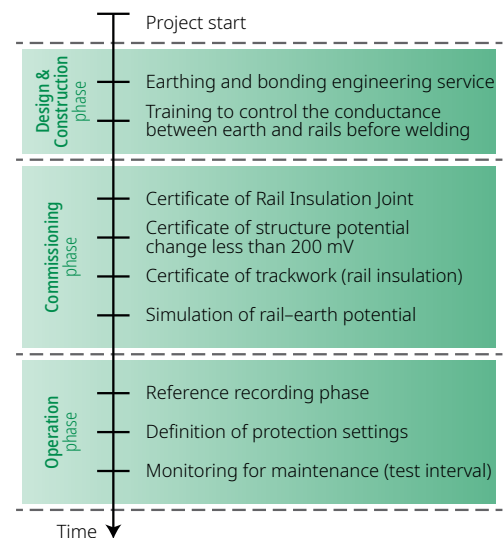 Project start
Design &
Construction
phase
Earthing and bonding engineering service
Training to control the conductance
between earth and rails before welding
Commissioning
phase
Certificate of Rail Insulation Joint
Certificate of structure potential
change less than 200 mV
Certificate of trackwork (rail insulation)
Simulation of rail–earth potential
Operation
phase
Reference recording phase
Definition of protection settings
Monitoring for maintenance (test interval)
Time